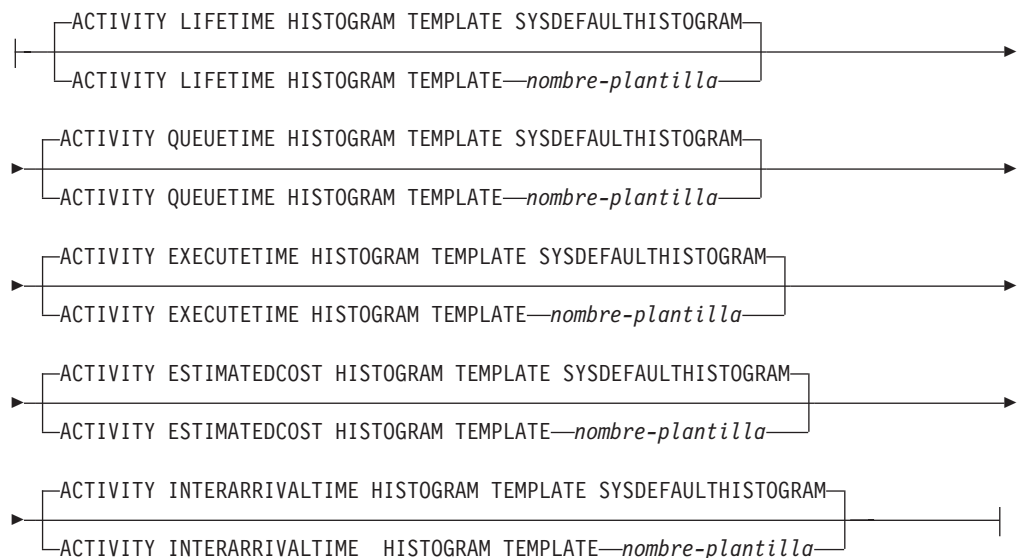 ACTIVITY LIFETIME HISTOGRAM TEMPLATE SYSDEFAULTHISTOGRAM
ACTIVITY LIFETIME HISTOGRAM TEMPLATE nombre-plantilla
ACTIVITY QUEUETIME HISTOGRAM TEMPLATE SYSDEFAULTHISTOGRAM
ACTIVITY QUEUETIME HISTOGRAM TEMPLATE nombre-plantilla
ACTIVITY EXECUTETIME HISTOGRAM TEMPLATE SYSDEFAULTHISTOGRAM
ACTIVITY EXECUTETIME HISTOGRAM TEMPLATE nombre-plantilla
ACTIVITY ESTIMATEDCOST HISTOGRAM TEMPLATE SYSDEFAULTHISTOGRAM
ACTIVITY ESTIMATEDCOST HISTOGRAM TEMPLATE nombre-plantilla
ACTIVITY INTERARRIVALTIME HISTOGRAM TEMPLATE SYSDEFAULTHISTOGRAM
ACTIVITY INTERARRIVALTIME HISTOGRAM TEMPLATE nombre-plantilla